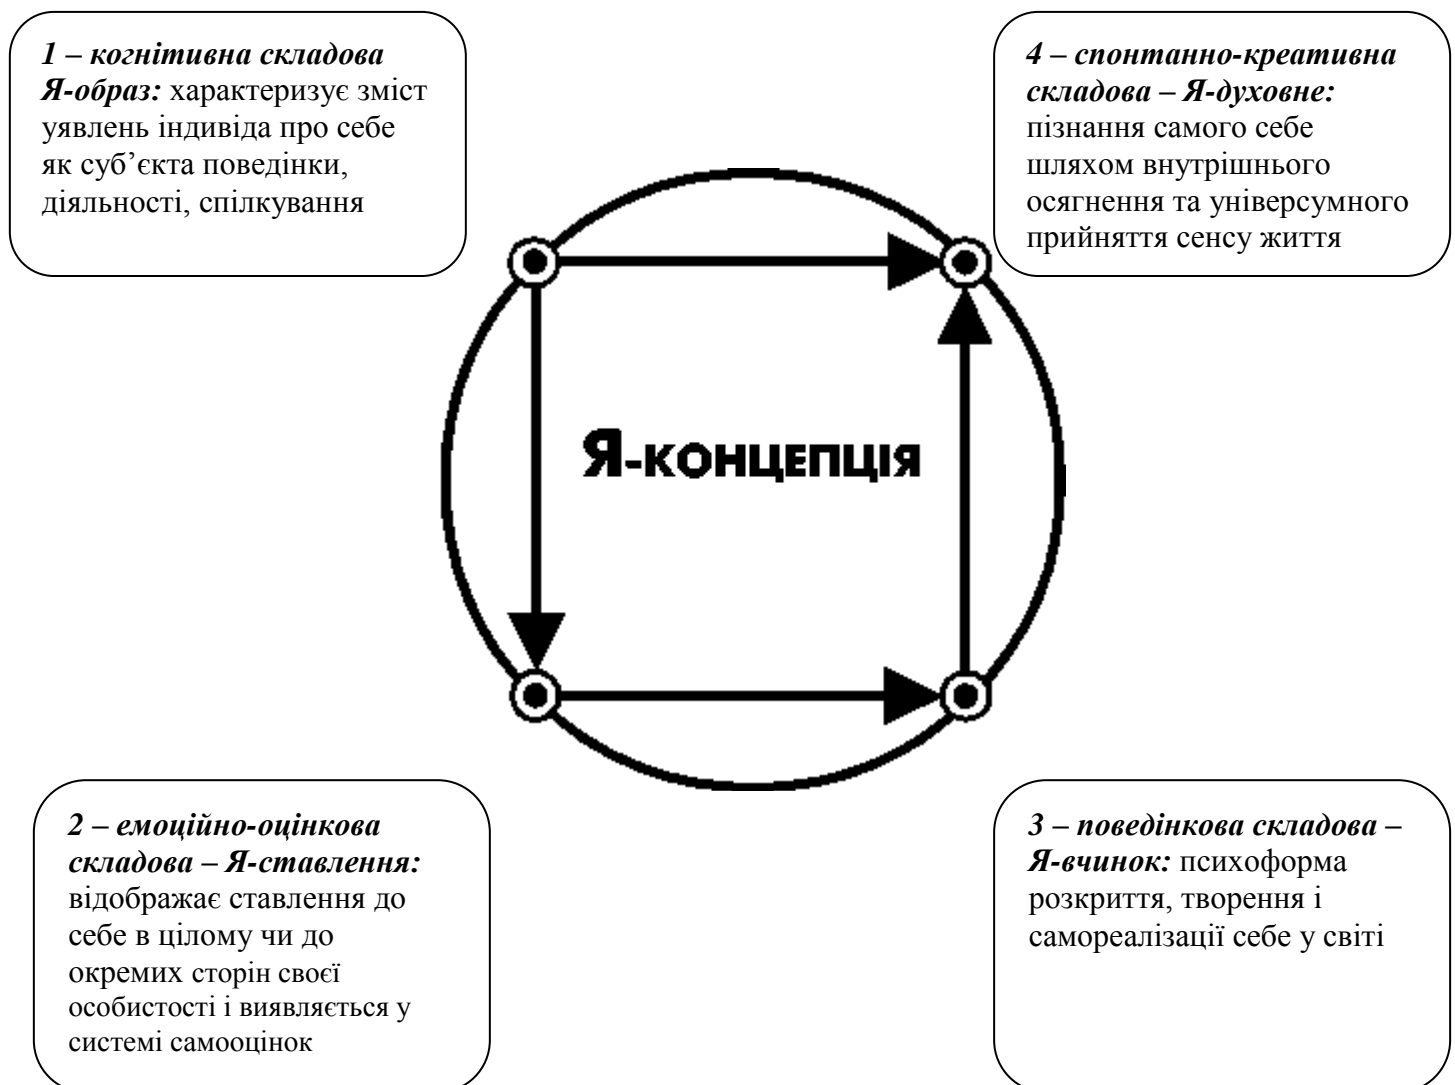 1 – когнітивна складова
Я-образ: характеризує зміст
уявлень індивіда про себе
як суб’єкта поведінки,
діяльності, спілкування
4 – спонтанно-креативна
складова – Я-духовне:
пізнання самого себе
шляхом внутрішнього
осягнення та універсумного
прийняття сенсу життя
Я-КОНЦЕПЦІЯ
2 – емоційно-оцінкова
складова – Я-ставлення:
відображає ставлення до
себе в цілому чи до
окремих сторін своєї
особистості і виявляється у
системі самооцінок
3 – поведінкова складова –
Я-вчинок: психоформа
розкриття, творення і
самореалізації себе у світі